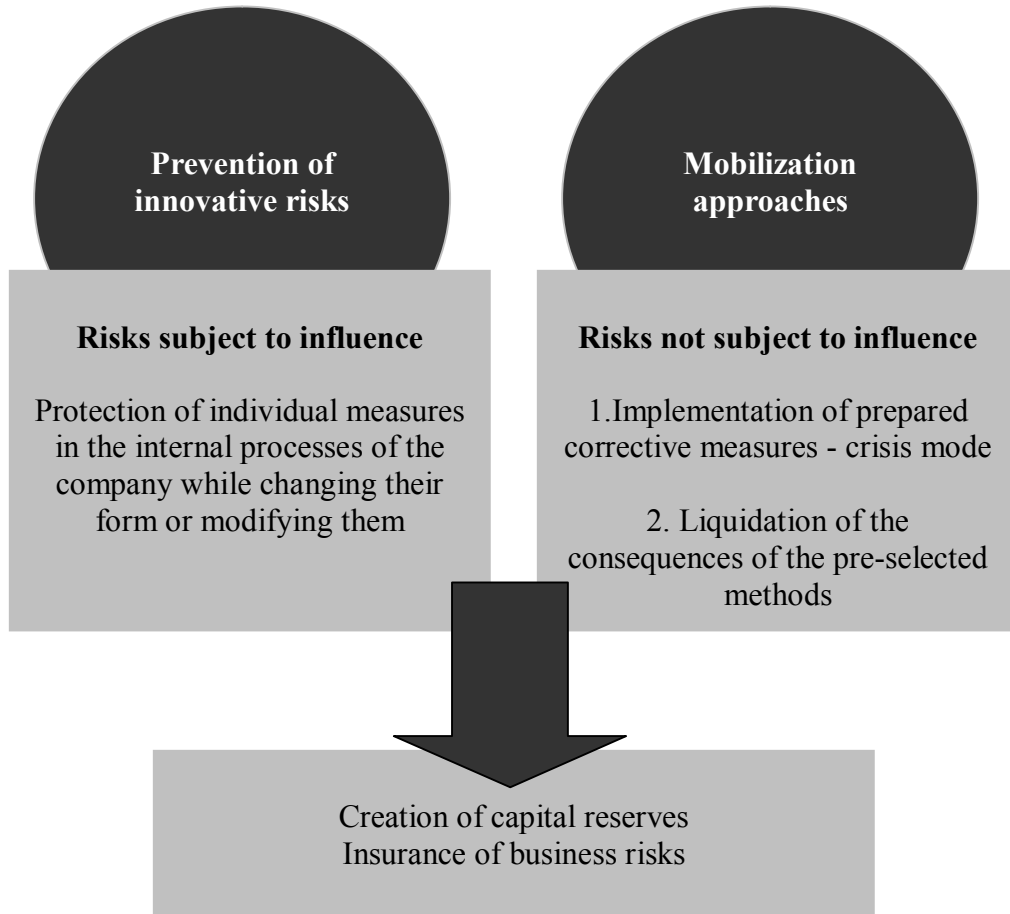 Prevention of
innovative risks
Risks subject to influence
Protection of individual measures
in the internal processes of the
company while changing their
form or modifying them
Mobilization
approaches
Risks not subject to influence
1.Implementation of prepared
corrective measures - crisis mode
2. Liquidation of the
consequences of the pre-selected
methods
Creation of capital reserves
Insurance of business risks